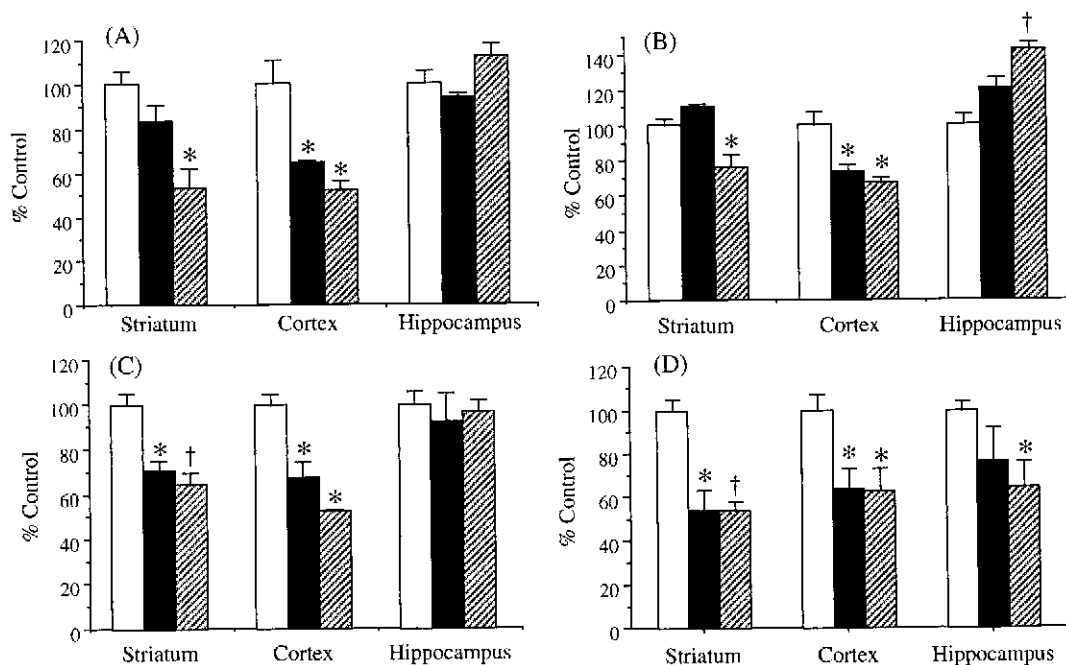 (A)
% Control
120
100
80
60
40
20
0
*
*
*
Striatum
Cortex
Hippocampus
(B)
% Control
140
120
100
80
60
40
20
0
*
*
*
†
Striatum
Cortex
Hippocampus
(C)
% Control
120
100
80
60
40
20
0
*
†
*
*
Striatum
Cortex
Hippocampus
(D)
% Control
120
100
80
60
40
20
0
*
†
*
*
*
Striatum
Cortex
Hippocampus